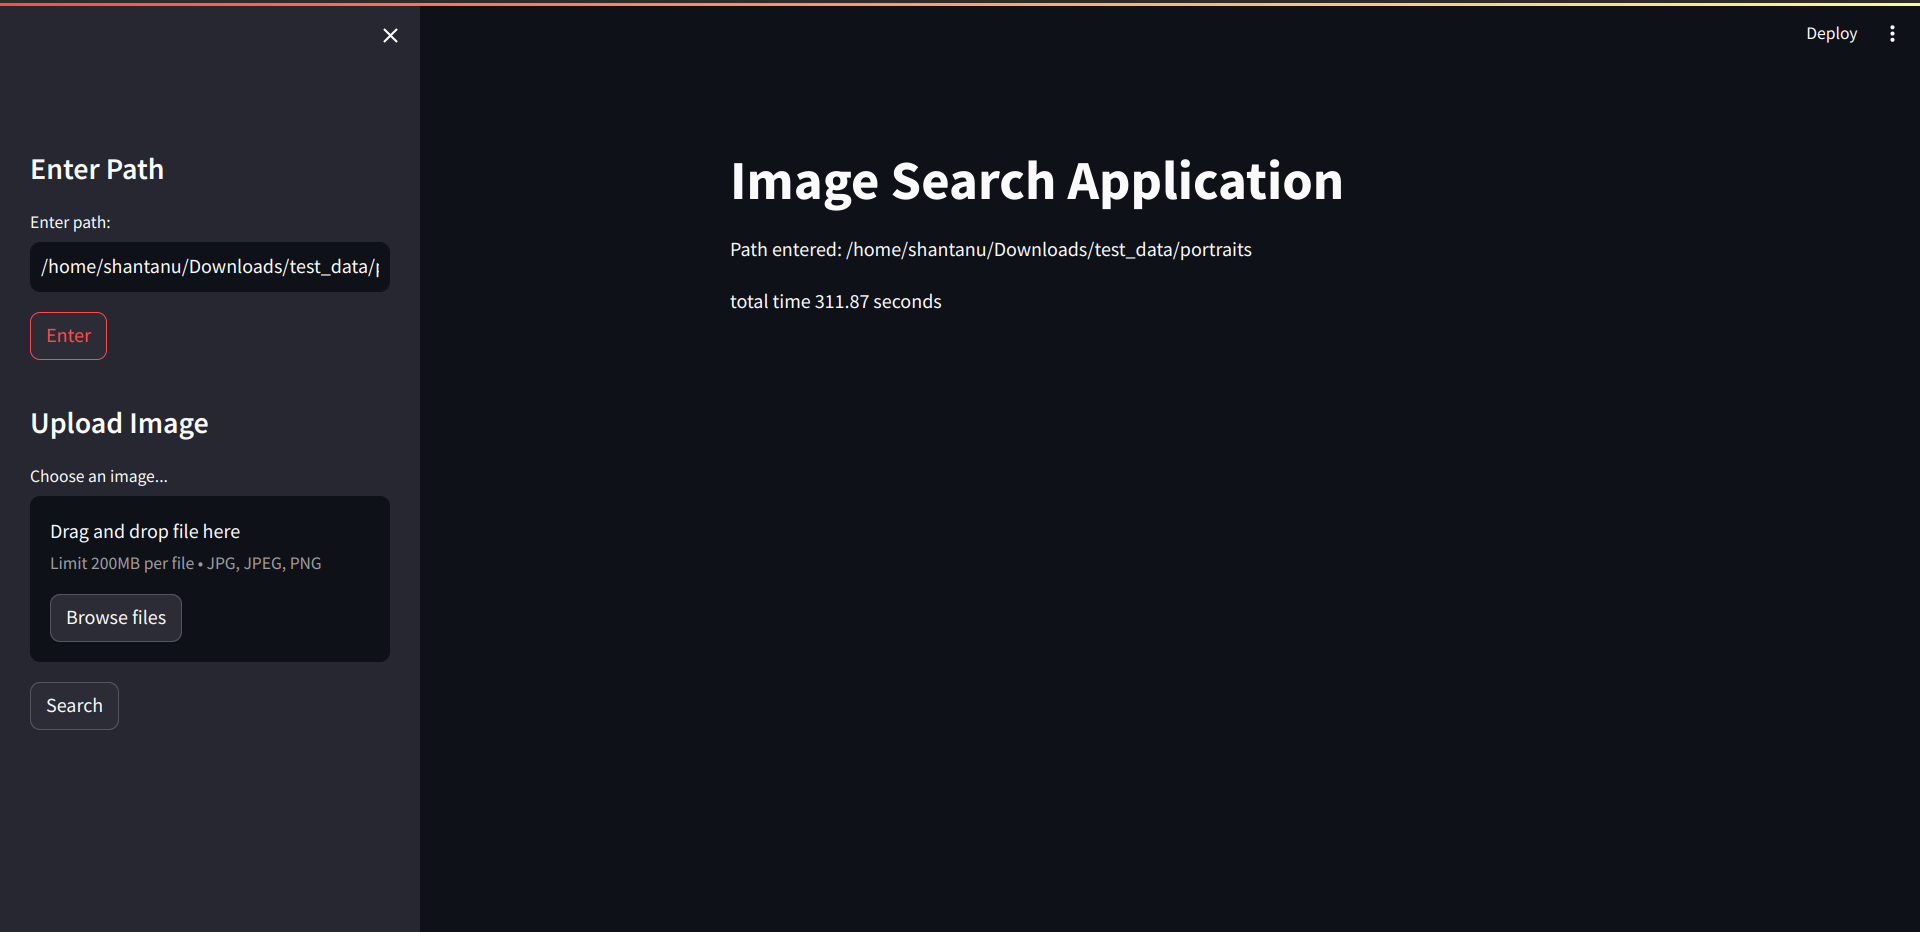 Deploy
Enter Path
Enter path:
/home/shantanu/Downloads/test_data/p
Enter
Upload Image
Choose an image...
Drag and drop file here
Limit 200MB per file • JPG, JPEG, PNG
Browse files
Search
Image Search Application
Path entered: /home/shantanu/Downloads/test_data/portraits
total time 311.87 seconds